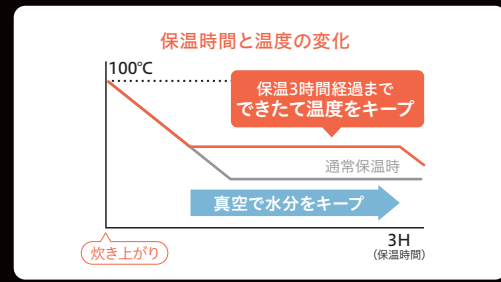 保温時間と温度の変化
100℃
保温3時間経過まで
できたて温度をキープ
通常保温時
真空で水分をキープ
3H
(保温時間)
炊き上がり